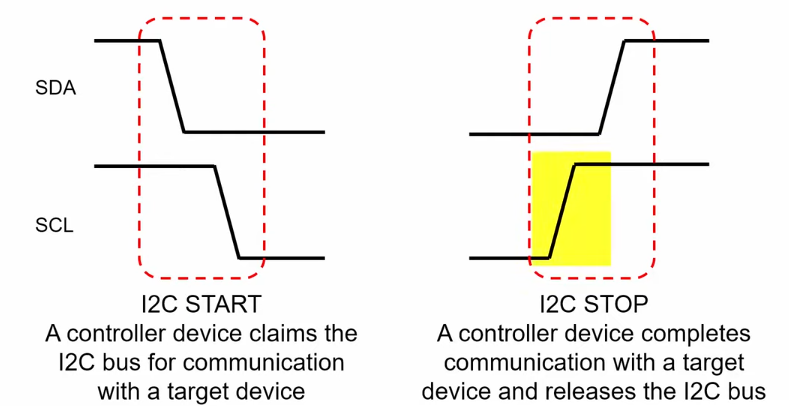 SDA
SCL
I2C START
A controller device claims the
I2C bus for communication
with a target device
I2C STOP
A controller device completes
communication with a target
device and releases the I2C bus